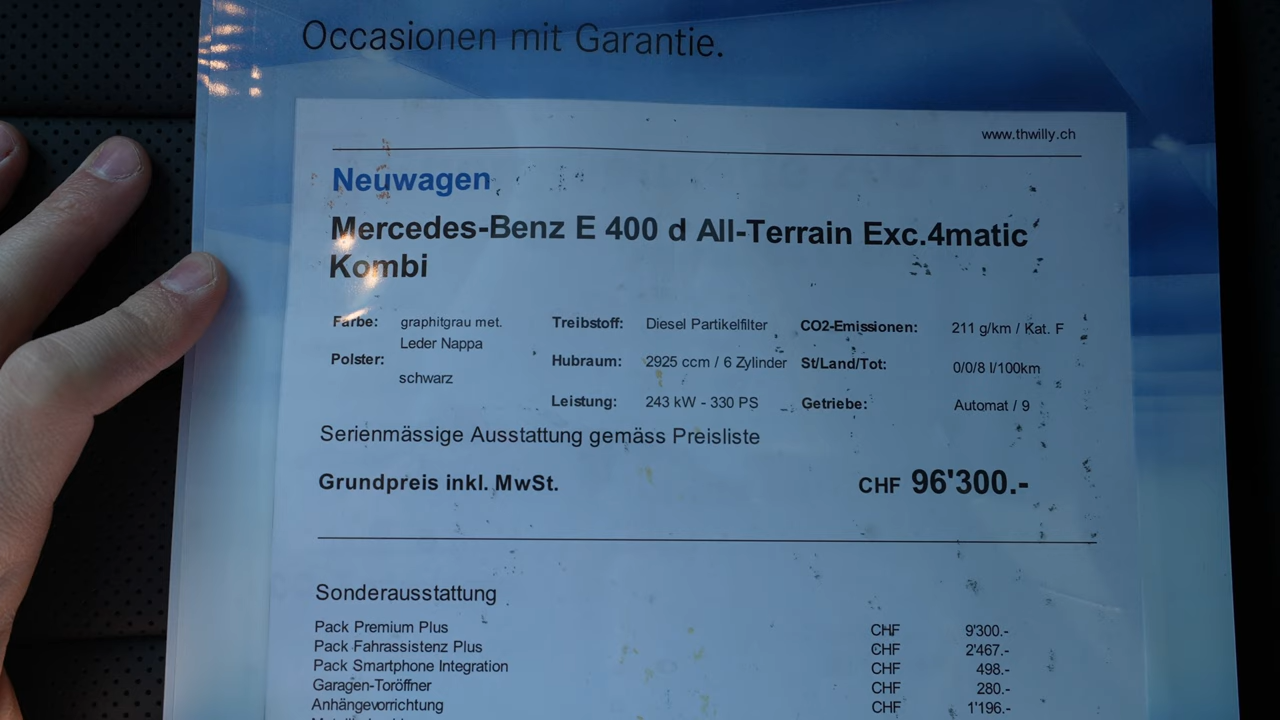 Occasionen mit Garantie.
www.thwilly.ch
Neuwagen
Mercedes-Benz E 400 d All-Terrain Exc.4matic
Kombi
Farbe: graphitgrau met. Treibstoff: Diesel Partikelfilter CO2-Emissionen: 211 g/km / Kat. F
Leder Nappa
Polster: Hubraum: 2925 ccm / 6 Zylinder St/Land/Tot: 0/0/8 l/100km
schwarz
Leistung: 243 kW - 330 PS Getriebe: Automat / 9
Serienmässige Ausstattung gemäss Preisliste
Grundpreis inkl. MwSt. CHF 96'300.-
Sonderausstattung
Pack Premium Plus CHF 9'300.-
Pack Fahrassistenz Plus CHF 2'467.-
Pack Smartphone Integration CHF 498.-
Garagen-Toröffner CHF 280.-
Anhängevorrichtung CHF 1'196.-